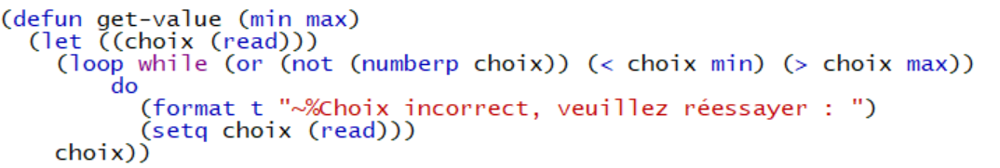 (defun get-value (min max)
  (let ((choix (read)))
    (loop while (or (not (numberp choix)) (< choix min) (> choix max))
         do
           (format t "~%Choix incorrect, veuillez réessayer : ")
           (setq choix (read)))
    choix))